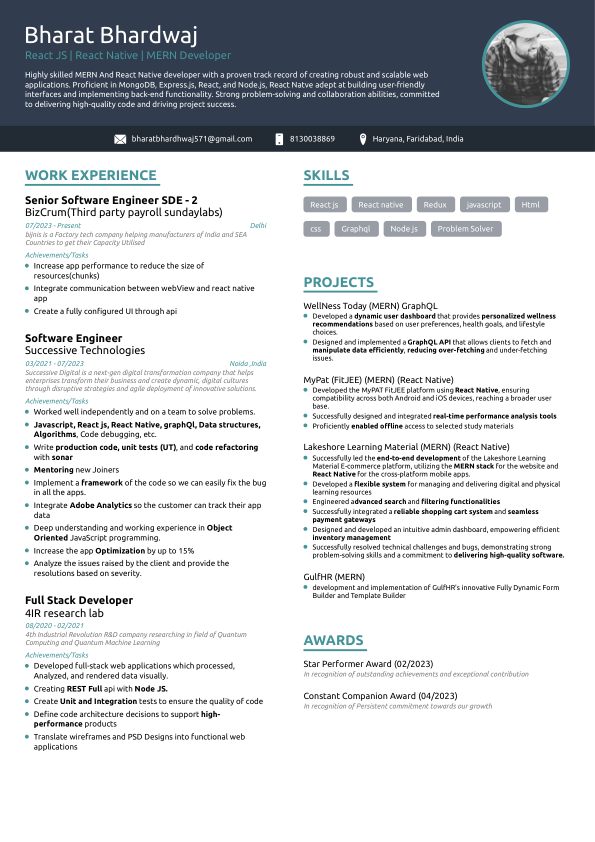 Bharat Bhardwaj
React JS | React Native | MERN Developer
Highly skilled MERN And React Native developer with a proven track record of creating robust and scalable web
applications. Proficient in MongoDB, Express.js, React, and Node.js, React Natve adept at building user-friendly
interfaces and implementing back-end functionality. Strong problem-solving and collaboration abilities, committed
to delivering high-quality code and driving project success.
bharatbhardhwaj571@gmail.com
8130038869
Haryana, Faridabad, India
WORK EXPERIENCE
Senior Software Engineer SDE - 2
BizCrum(Third party payroll sundaylabs)
07/2023 - Present
Delhi
bijnis is a Factory tech company helping manufacturers of India and SEA
Countries to get their Capacity Utilised
Achievements/Tasks
Increase app performance to reduce the size of
resources(chunks)
Integrate communication between webView and react native
app
Create a fully configured UI through api
Software Engineer
Successive Technologies
03/2021 - 07/2023
Noida ,India
Successive Digital is a next-gen digital transformation company that helps
enterprises transform their business and create dynamic, digital cultures
through disruptive strategies and agile deployment of innovative solutions.
Achievements/Tasks
Worked well independently and on a team to solve problems.
Javascript, React js, React Native, graphQl, Data structures,
Algorithms, Code debugging, etc.
Write production code, unit tests (UT), and code refactoring
with sonar
Mentoring new Joiners
Implement a framework of the code so we can easily fix the bug
in all the apps.
Integrate Adobe Analytics so the customer can track their app
data
Deep understanding and working experience in Object
Oriented JavaScript programming.
Increase the app Optimization by up to 15%
Analyze the issues raised by the client and provide the
resolutions based on severity.
Full Stack Developer
4IR research lab
08/2020 - 02/2021
4th Industrial Revolution R&D company researching in field of Quantum
Computing and Quantum Machine Learning
Achievements/Tasks
Developed full-stack web applications which processed,
Analyzed, and rendered data visually.
Creating REST Full api with Node JS.
Create Unit and Integration tests to ensure the quality of code
Define code architecture decisions to support high-
performance products
Translate wireframes and PSD Designs into functional web
applications
SKILLS
React js
React native
Redux
javascript
Html
css
Graphql
Node js
Problem Solver
PROJECTS
WellNess Today (MERN) GraphQL
Developed a dynamic user dashboard that provides personalized wellness
recommendations based on user preferences, health goals, and lifestyle
choices.
Designed and implemented a GraphQL API that allows clients to fetch and
manipulate data efficiently, reducing over-fetching and under-fetching
issues.
MyPat (FitJEE) (MERN) (React Native)
Developed the MyPAT FitJEE platform using React Native, ensuring
compatibility across both Android and iOS devices, reaching a broader user
base.
Successfully designed and integrated real-time performance analysis tools
Proficiently enabled offline access to selected study materials
Lakeshore Learning Material (MERN) (React Native)
Successfully led the end-to-end development of the Lakeshore Learning
Material E-commerce platform, utilizing the MERN stack for the website and
React Native for the cross-platform mobile apps.
Developed a flexible system for managing and delivering digital and physical
learning resources
Engineered advanced search and filtering functionalities
Successfully integrated a reliable shopping cart system and seamless
payment gateways
Designed and developed an intuitive admin dashboard, empowering efficient
inventory management
Successfully resolved technical challenges and bugs, demonstrating strong
problem-solving skills and a commitment to delivering high-quality software.
GulfHR (MERN)
development and implementation of GulfHR's innovative Fully Dynamic Form
Builder and Template Builder
AWARDS
Star Performer Award (02/2023)
In recognition of outstanding achievements and exceptional contribution
Constant Companion Award (04/2023)
In recognition of Persistent commitment towards our growth